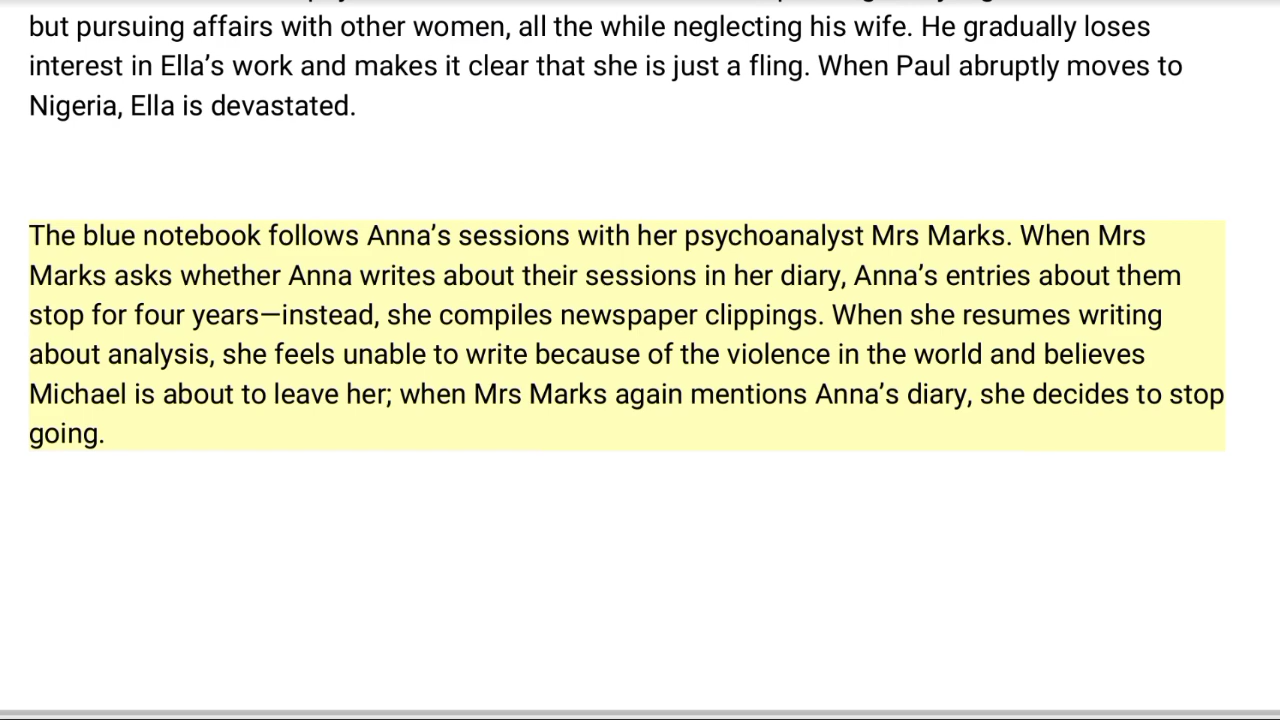 but pursuing affairs with other women, all the while neglecting his wife. He gradually loses
interest in Ella’s work and makes it clear that she is just a fling. When Paul abruptly moves to
Nigeria, Ella is devastated.
The blue notebook follows Anna’s sessions with her psychoanalyst Mrs Marks. When Mrs
Marks asks whether Anna writes about their sessions in her diary, Anna’s entries about them
stop for four years—instead, she compiles newspaper clippings. When she resumes writing
about analysis, she feels unable to write because of the violence in the world and believes
Michael is about to leave her; when Mrs Marks again mentions Anna’s diary, she decides to stop
going.